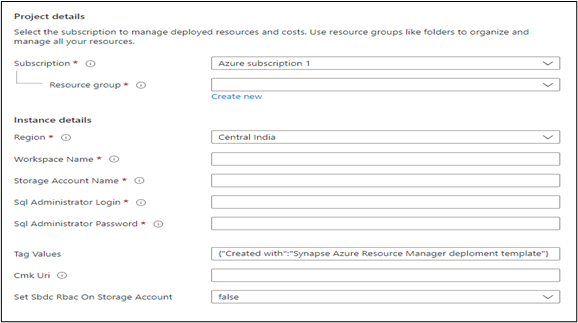 Project details
Select the subscription to manage deployed resources and costs. Use resource groups like folders to organize and
manage all your resources.
Subscription * Azure subscription 1
Resource group *
Create new
Instance details
Region * Central India
Workspace Name *
Storage Account Name *
Sql Administrator Login *
Sql Administrator Password *
Tag Values {"Created with":"Synapse Azure Resource Manager deploment template"}
Cmk Uri
Set Sbdc Rbac On Storage Account false